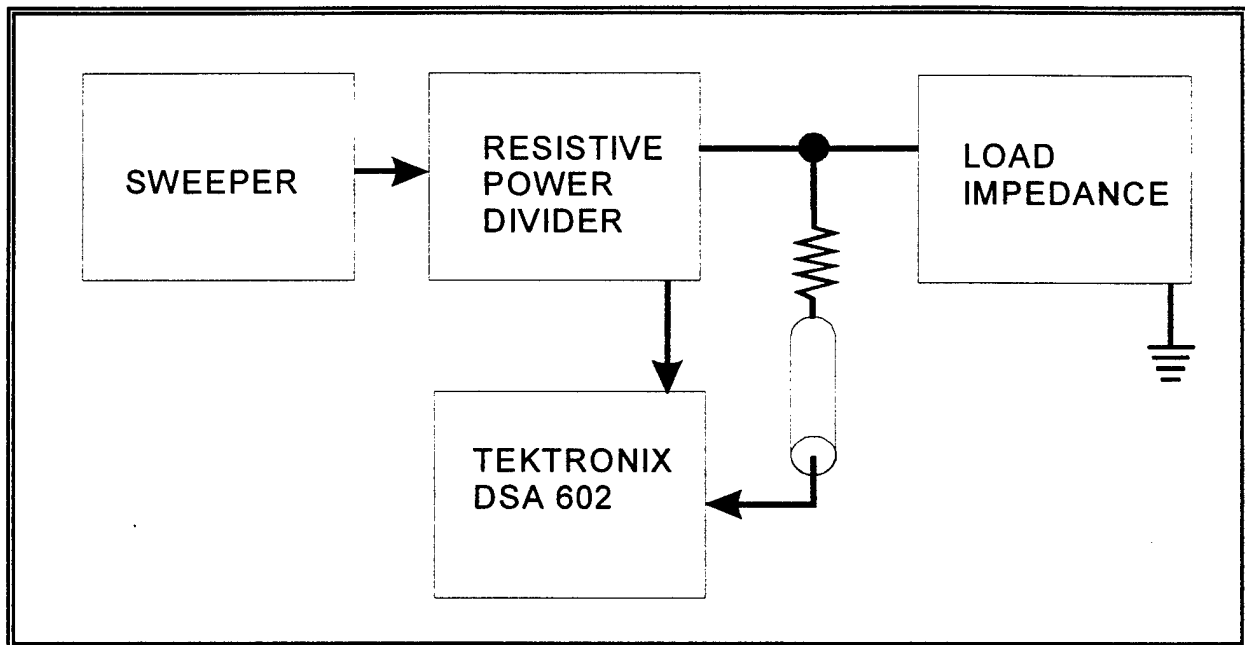 SWEEPER
RESISTIVE
POWER
DIVIDER
LOAD
IMPEDANCE
TEKTRONIX
DSA 602